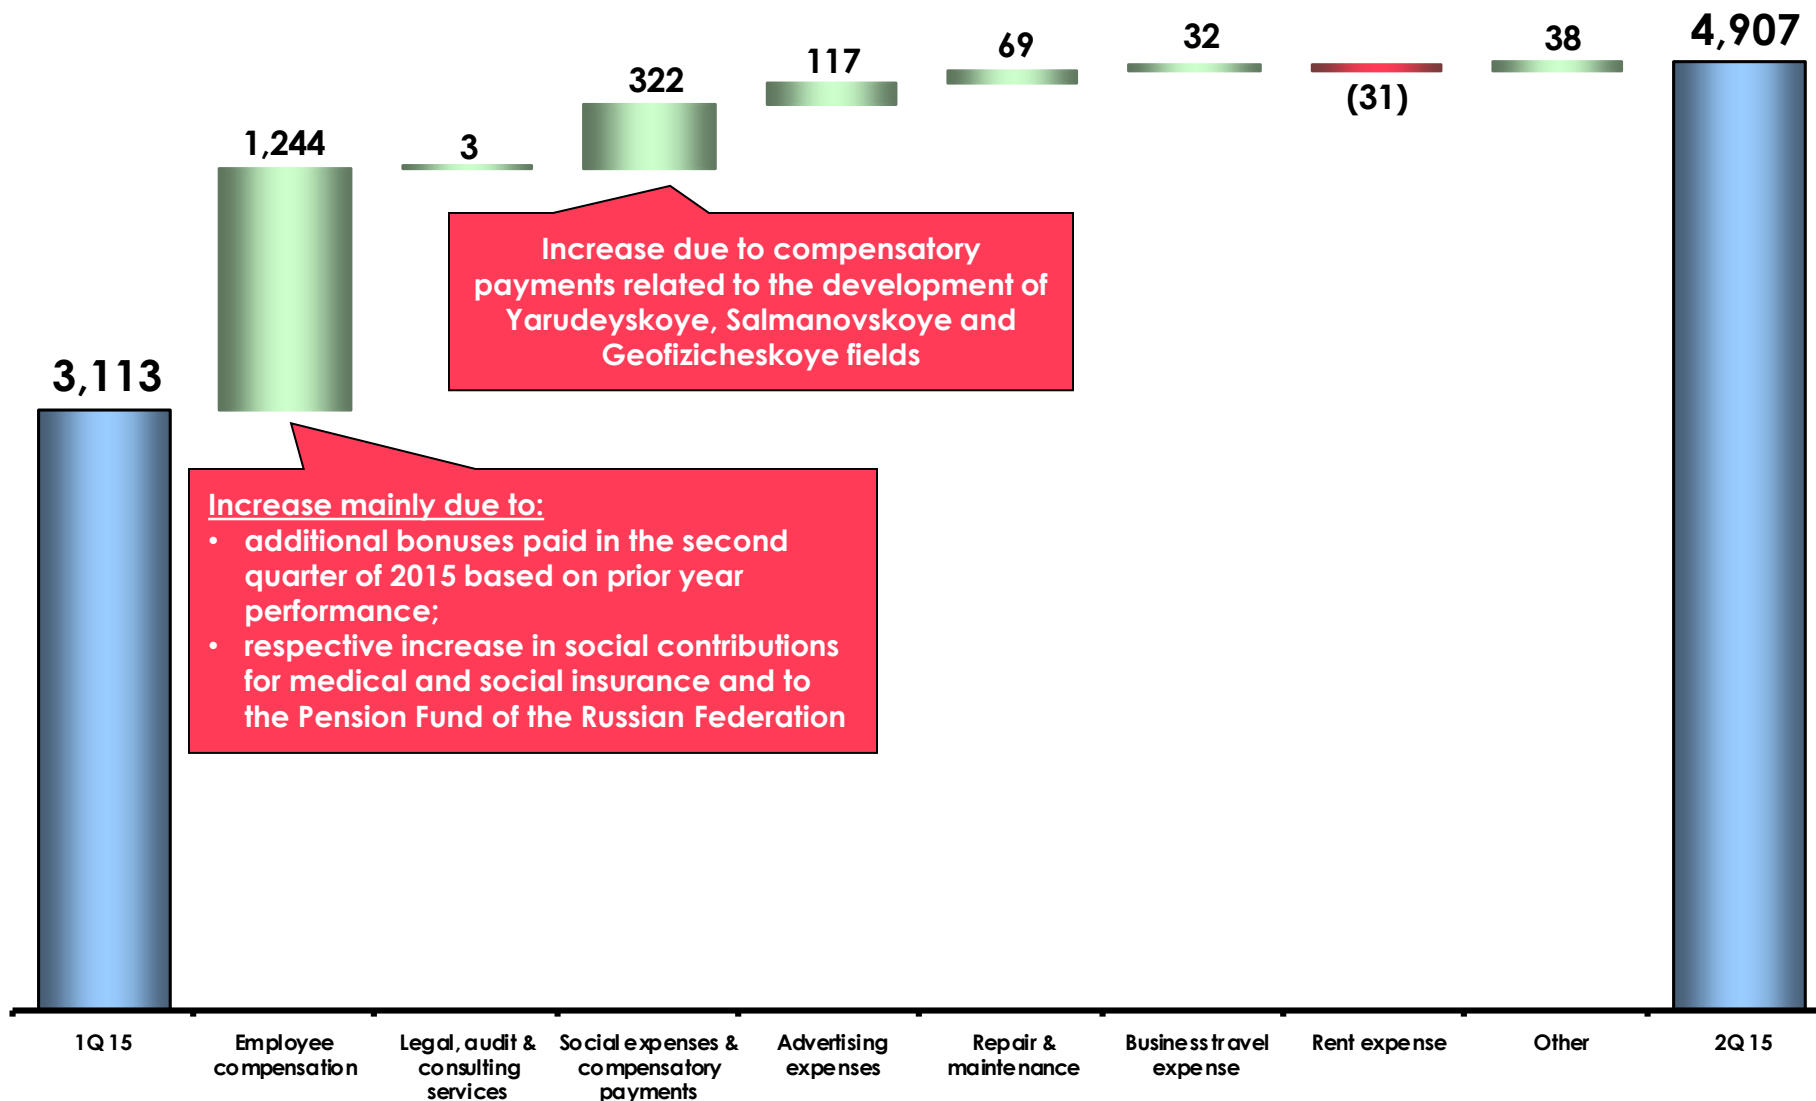 3,113
1,244
3
322
117
69
32
(31)
38
4,907
Increase due to compensatory
payments related to the development of
Yarudeyskoye, Salmanovskoye and
Geofizicheskoye fields
Increase mainly due to:
• additional bonuses paid in the second
quarter of 2015 based on prior year
performance;
• respective increase in social contributions
for medical and social insurance and to
the Pension Fund of the Russian Federation
1Q 15
Employee
compensation
Legal, audit &
consulting
services
Social expenses &
compensatory
payments
Advertising
expenses
Repair &
maintenance
Business travel
expense
Rent expense
Other
2Q 15